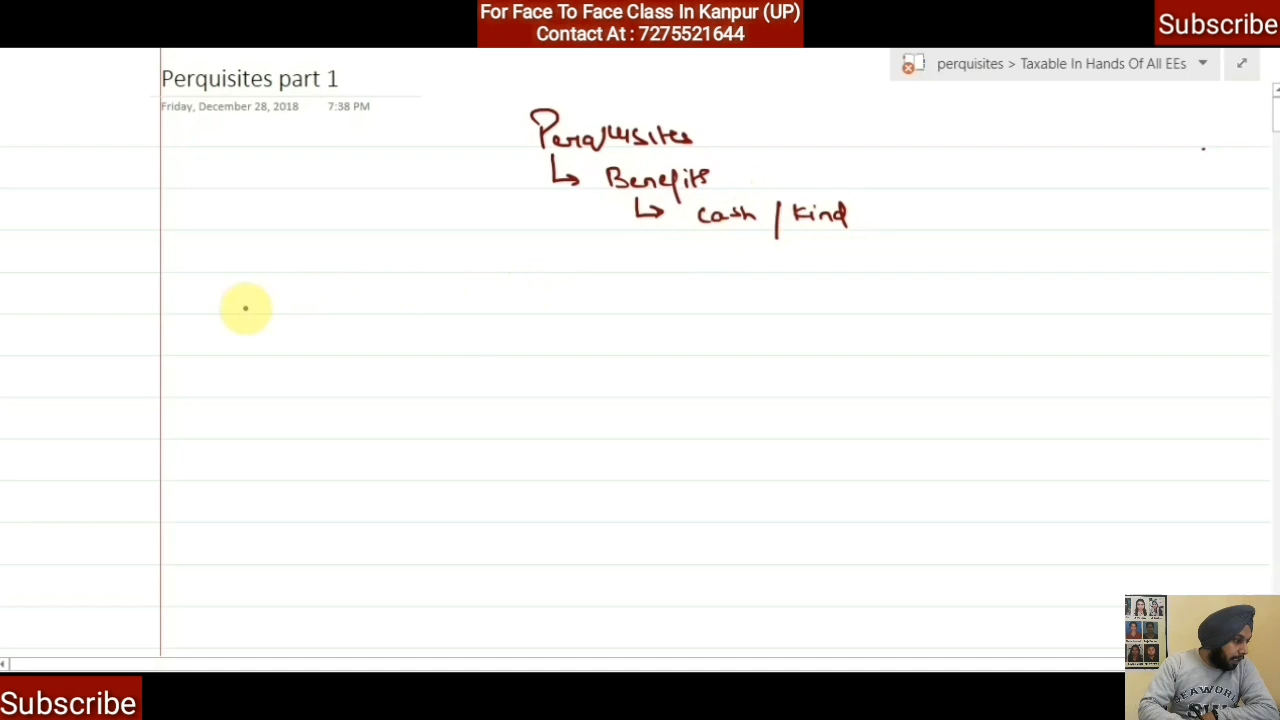 For Face To Face Class In Kanpur (UP)
Contact At : 7275521644
Subscribe
perquisites > Taxable In Hands Of All EEs
Perquisites part 1
Friday, December 28, 2018 7:38 PM
Perquisites
Benefits
cash / kind
SEAWORLD
Subscribe